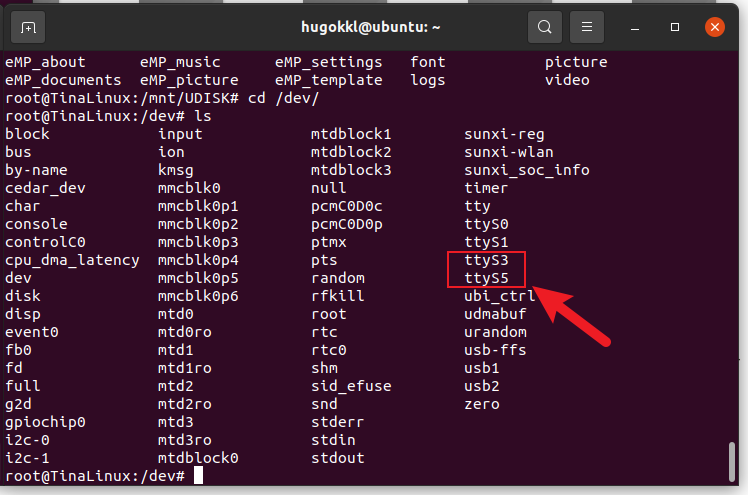 hugokkl@ubuntu: ~
eMP_about eMP_music eMP_settings font picture
eMP_documents eMP_picture eMP_template logs video
root@TinaLinux:/mnt/UDISK# cd /dev/
root@TinaLinux:/dev# ls
block input mtdblock1 sunxi-reg
bus ion mtdblock2 sunxi-wlan
by-name kmsg mtdblock3 sunxi_soc_info
cedar_dev mmcblk0 null timer
char mmcblk0p1 pcmC0D0c tty
console mmcblk0p2 pcmC0D0p ttyS0
controlC0 mmcblk0p3 ptmx ttyS1
cpu_dma_latency mmcblk0p4 pts ttyS3
dev mmcblk0p5 random ttyS5
disk mmcblk0p6 rfkill ubi_ctrl
disp mtd0 root udmabuf
event0 mtd0ro rtc urandom
fb0 mtd1 rtc0 usb-ffs
fd mtd1ro shm usb1
full mtd2 sid_efuse usb2
g2d mtd2ro snd zero
gpiochip0 mtd3 stderr
i2c-0 mtd3ro stdin
i2c-1 mtdblock0 stdout
root@TinaLinux:/dev#